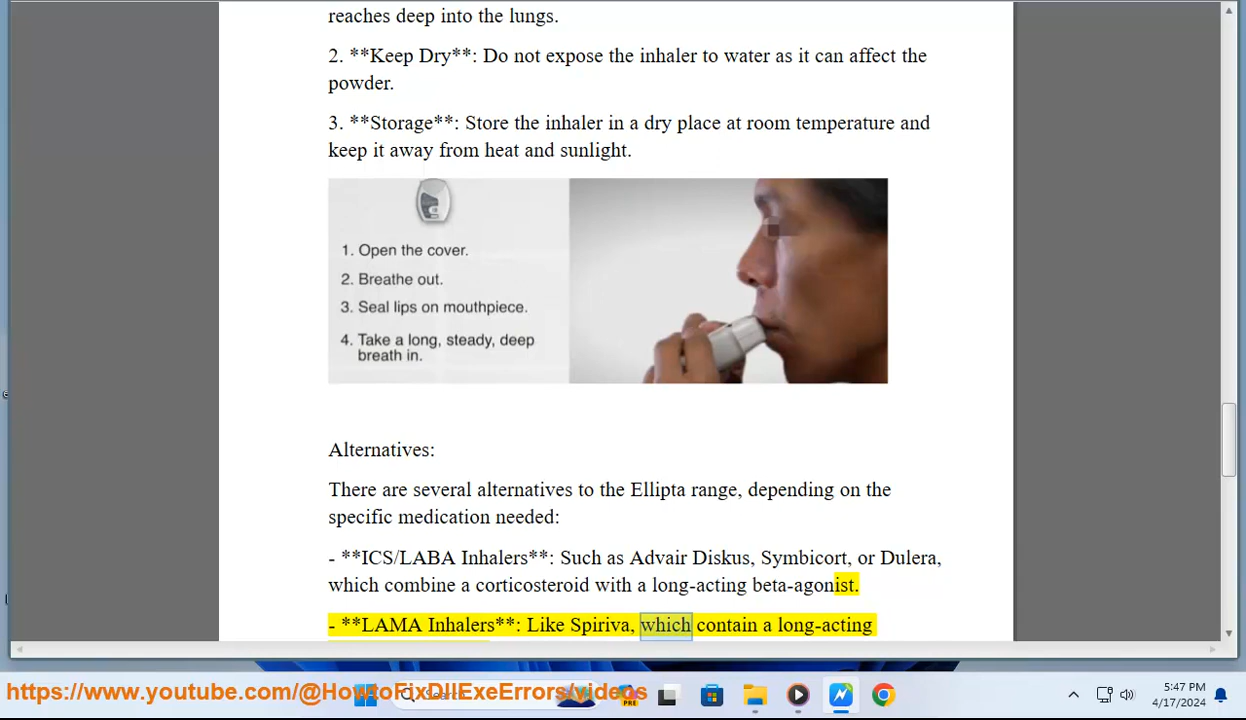 reaches deep into the lungs.
2. **Keep Dry**: Do not expose the inhaler to water as it can affect the
powder.
3. **Storage**: Store the inhaler in a dry place at room temperature and
keep it away from heat and sunlight.
1. Open the cover.
2. Breathe out.
3. Seal lips on mouthpiece.
4. Take a long, steady, deep
breath in.
Alternatives:
There are several alternatives to the Ellipta range, depending on the
specific medication needed:
- **ICS/LABA Inhalers**: Such as Advair Diskus, Symbicort, or Dulera,
which combine a corticosteroid with a long-acting beta-agonist.
- **LAMA Inhalers**: Like Spiriva, which contain a long-acting
https://www.youtube.com/@HowtoFixDllExeErrors/videos
PRE
5:47 PM
4/17/2024